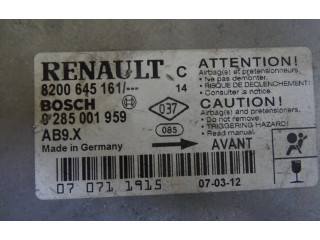 RENAULT C
8200 645 161/--- 14
BOSCH
0 285 001 959
AB9.X
Made in Germany
037
085
ATTENTION!
Airbag(s) et pretensionneurs.
Ne pas démonter.
• RISQUE DE DECLENCHEMENT!
Consulter la notice.
CAUTION!
Airbag(s) and pretensioners.
Do not remove.
• TRIGGERING HAZARD!
Read manual.
AVANT
07 071 1915
07-03-12